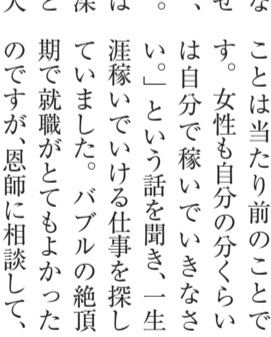 ことは当たり前のことで
す。女性も自分の分くらい
は自分で稼いでいきなさ
い。」という話を聞き、一生
涯稼いでいける仕事を探し
ていました。バブルの絶頂
期で就職がとてもよかった
のですが、恩師に相談して、